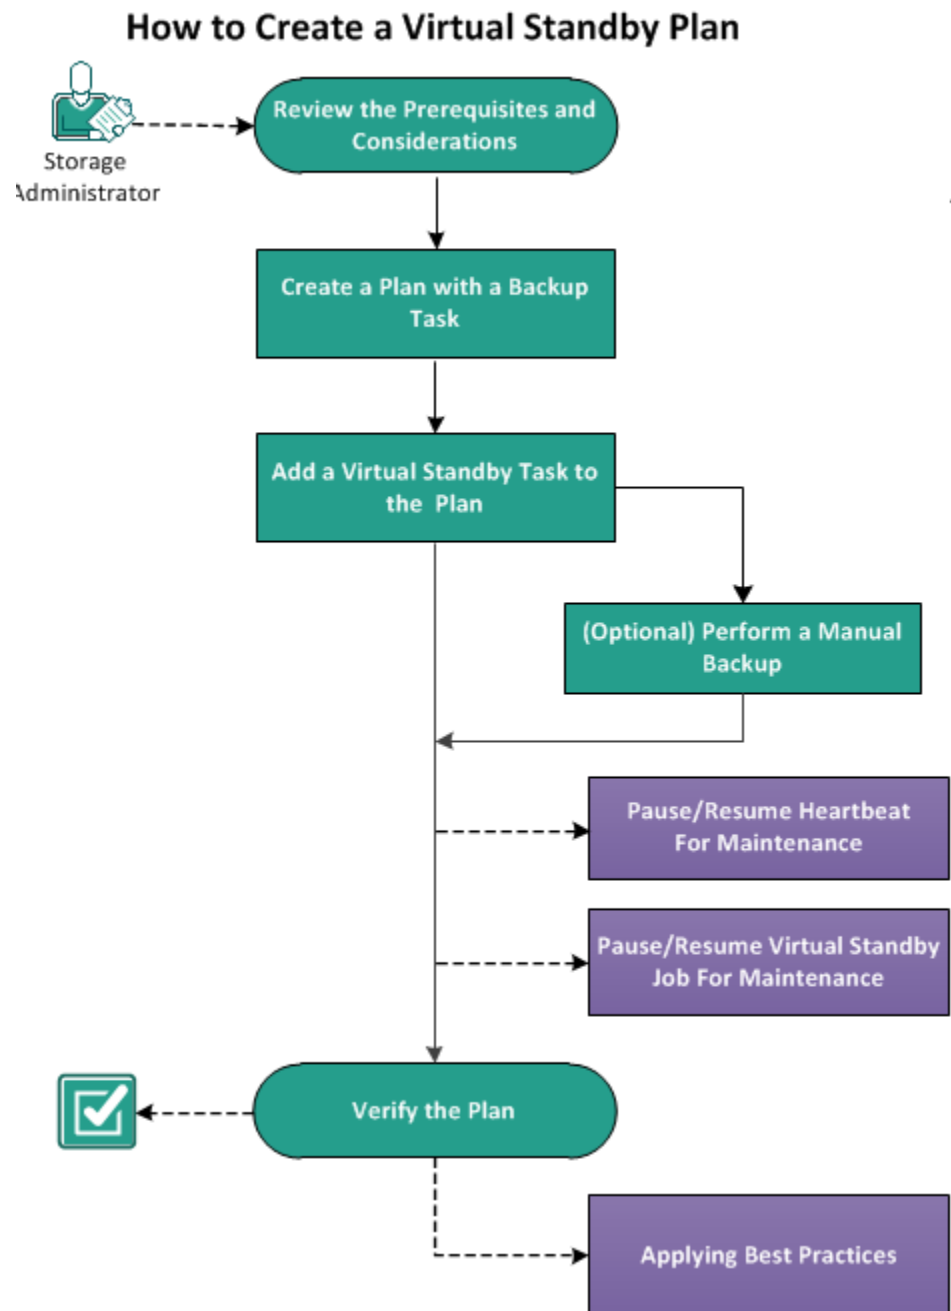 How to Create a Virtual Standby Plan
Review the Prerequisites and
Considerations
Storage
Administrator
Create a Plan with a Backup
Task
Add a Virtual Standby Task to
the Plan
(Optional) Perform a Manual
Backup
Pause/Resume Heartbeat
For Maintenance
Pause/Resume Virtual Standby
Job For Maintenance
Verify the Plan
Applying Best Practices